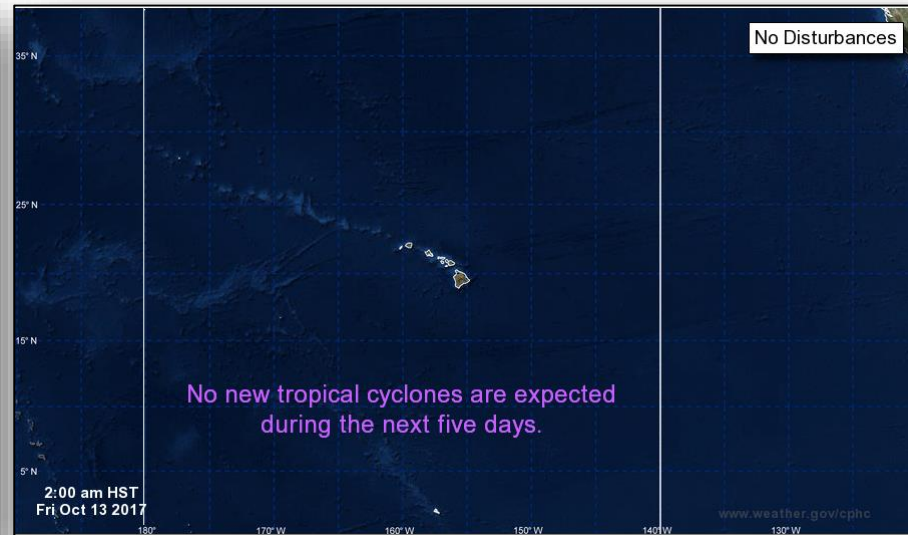 No Disturbances
35° N
25° N
15° N
No new tropical cyclones are expected
during the next five days.
5° N
2:00 am HST
Fri Oct 13 2017
www.weather.gov/cphc
180°
170° W
160° W
150° W
140° W
130° W